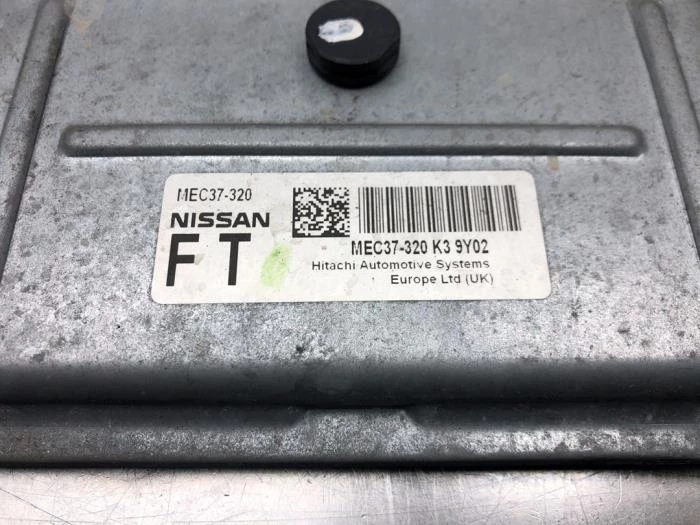 MEC37-320
NISSAN
FT
MEC37-320 K3 9Y02
Hitachi Automotive Systems
Europe Ltd (UK)